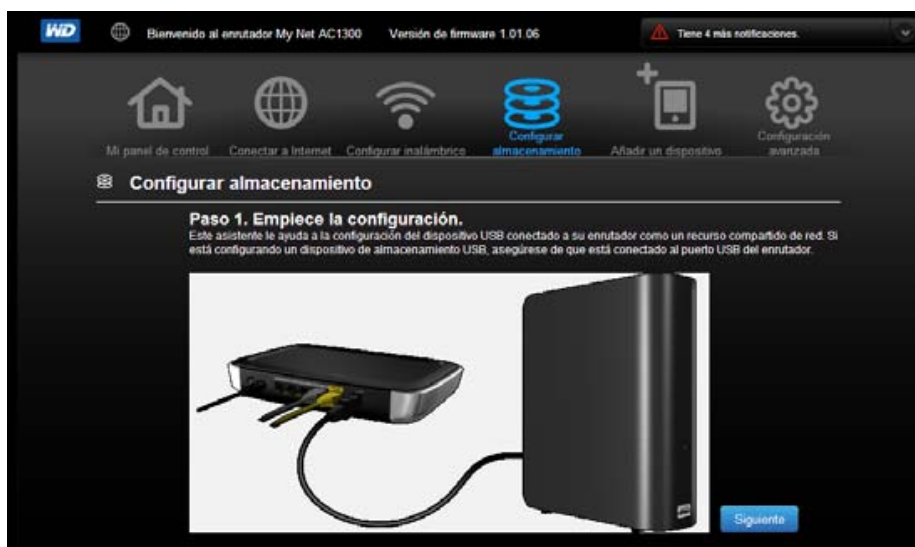 WD
Bienvenido al enrutador My Net AC1300
Versión de firmware 1.01.06
Tiene 4 más notificaciones.
Mi panel de control
Conectar a Internet
Configurar inalámbrico
Configurar
almacenamiento
Añadir un dispositivo
Configuración
avanzada
Configurar almacenamiento
Paso 1. Empiece la configuración.
Este asistente le ayuda a la configuración del dispositivo USB conectado a su enrutador como un recurso compartido de red. Si
está configurando un dispositivo de almacenamiento USB, asegúrese de que está conectado al puerto USB del enrutador.
Siguiente